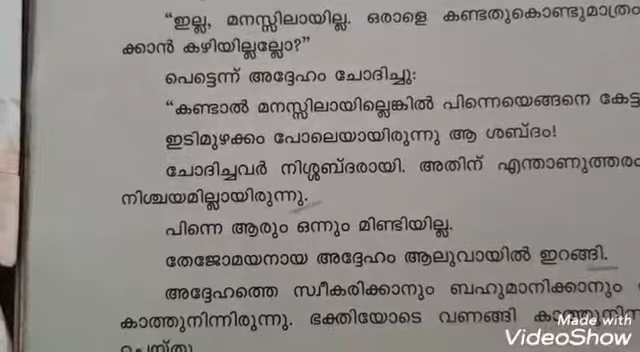 “ഇല്ല, മനസ്സിലായില്ല. ഒരാളെ കണ്ടതുകൊണ്ടുമാത്രം
ക്കാൻ കഴിയില്ലല്ലോ?”
പെട്ടെന്ന് അദ്ദേഹം ചോദിച്ചു:
“കണ്ടാൽ മനസ്സിലായില്ലെങ്കിൽ പിന്നെയെങ്ങനെ കേട്ട
ഇടിമുഴക്കം പോലെയായിരുന്നു ആ ശബ്ദം!
ചോദിച്ചവർ നിശ്ശബ്ദരായി. അതിന് എന്താണുത്തരം
നിശ്ചയമില്ലായിരുന്നു.
പിന്നെ ആരും ഒന്നും മിണ്ടിയില്ല.
തേജോമയനായ അദ്ദേഹം ആലുവായിൽ ഇറങ്ങി.
അദ്ദേഹത്തെ സ്വീകരിക്കാനും ബഹുമാനിക്കാനും
കാത്തുനിന്നിരുന്നു. ഭക്തിയോടെ വണങ്ങി
Made with
VideoShow